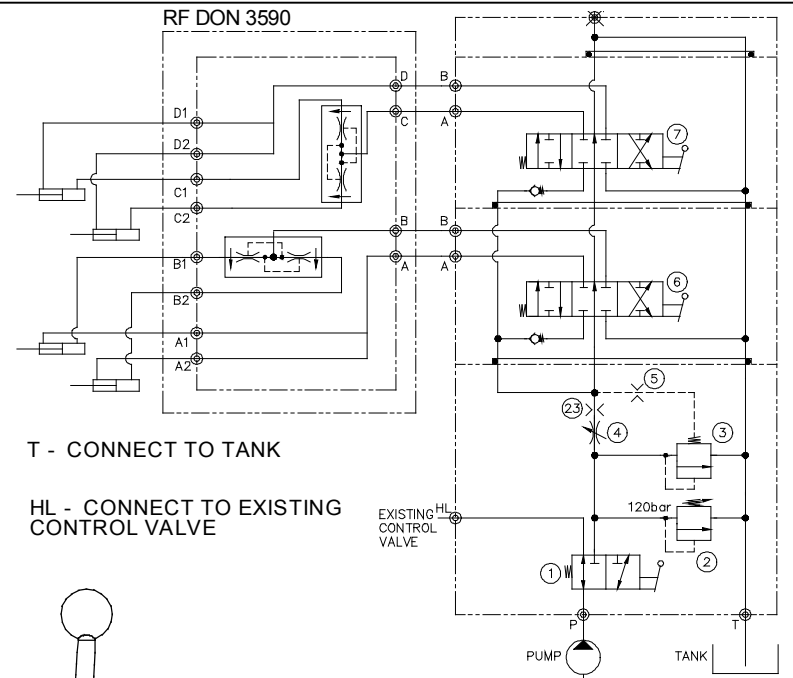 RF DON 3590
D
B
D1
C
A
D2
7
C1
C2
B
B
B1
A
A
6
B2
A1
A2
5
23
4
3
T - CONNECT TO TANK
HL - CONNECT TO EXISTING
CONTROL VALVE
EXISTING
CONTROL
VALVE
HL
120bar
1
2
P
T
PUMP
TANK